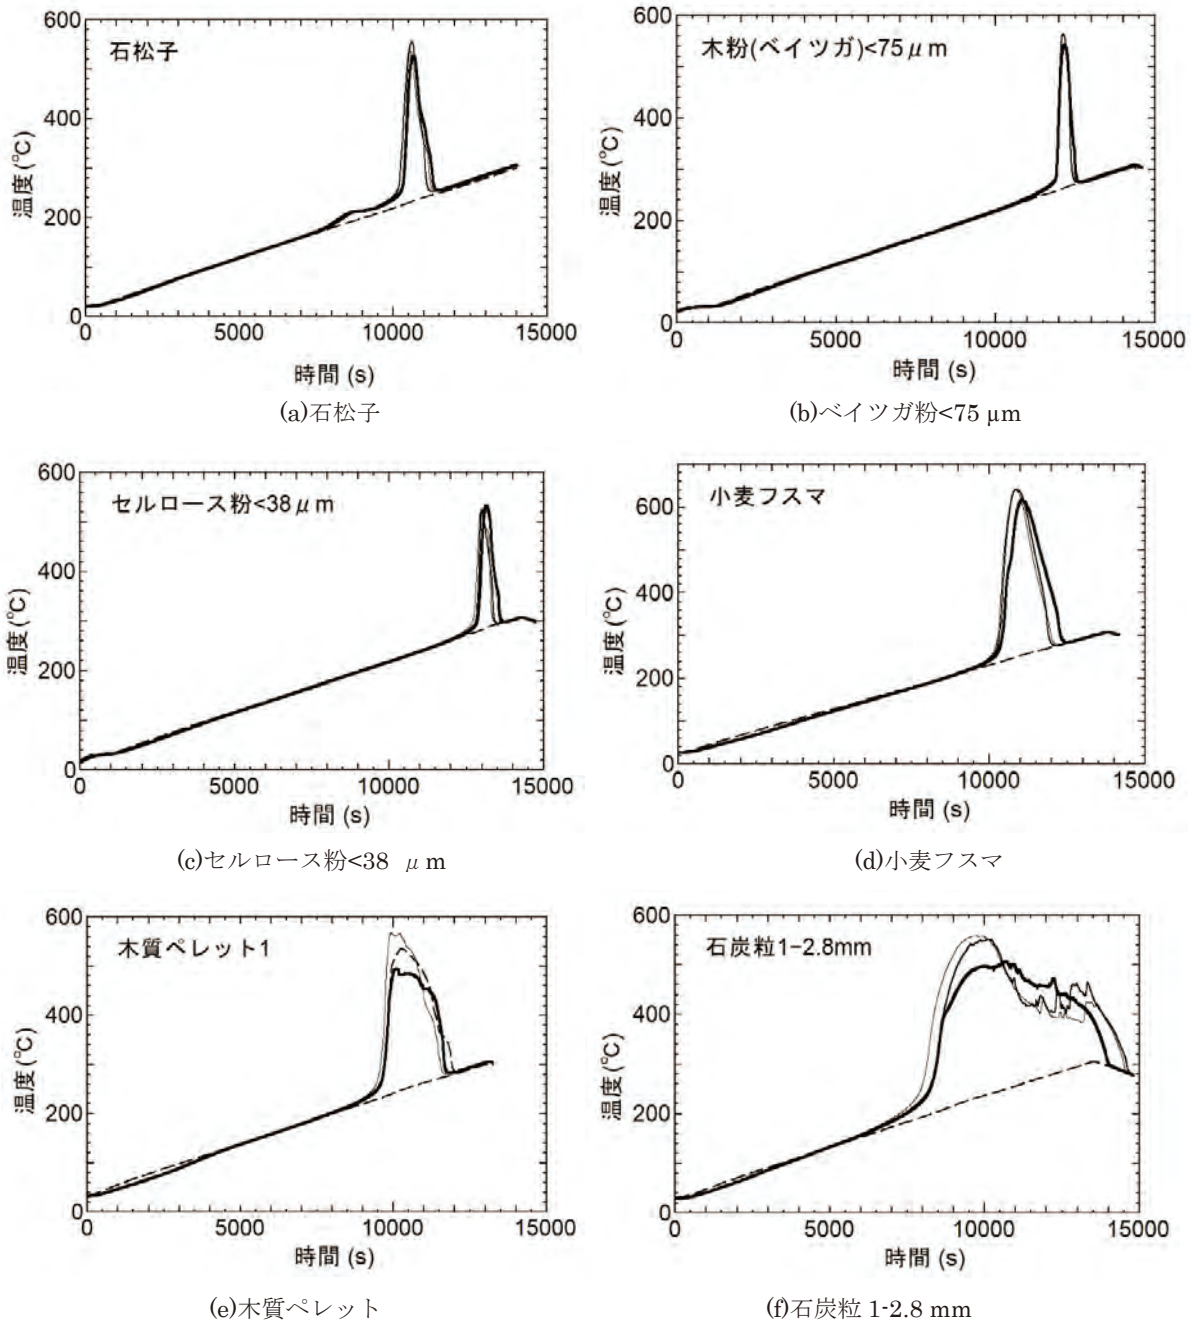 600
400
200
0
温度(℃)
石松子
0
5000
10000
15000
時間 (s)
(a)石松子
600
400
200
0
温度(℃)
木粉(ベイツガ)<75μm
0
5000
10000
15000
時間 (s)
(b)ベイツガ粉<75 µm
600
400
200
0
温度(℃)
セルロース粉<38μm
0
5000
10000
15000
時間 (s)
(c)セルロース粉<38 μm
600
400
200
0
温度(℃)
小麦フスマ
0
5000
10000
15000
時間 (s)
(d)小麦フスマ
600
400
200
0
温度(℃)
木質ペレット1
0
5000
10000
15000
時間 (s)
(e)木質ペレット
600
400
200
0
温度(℃)
石炭粒1-2.8mm
0
5000
10000
15000
時間 (s)
(f)石炭粒 1-2.8 mm